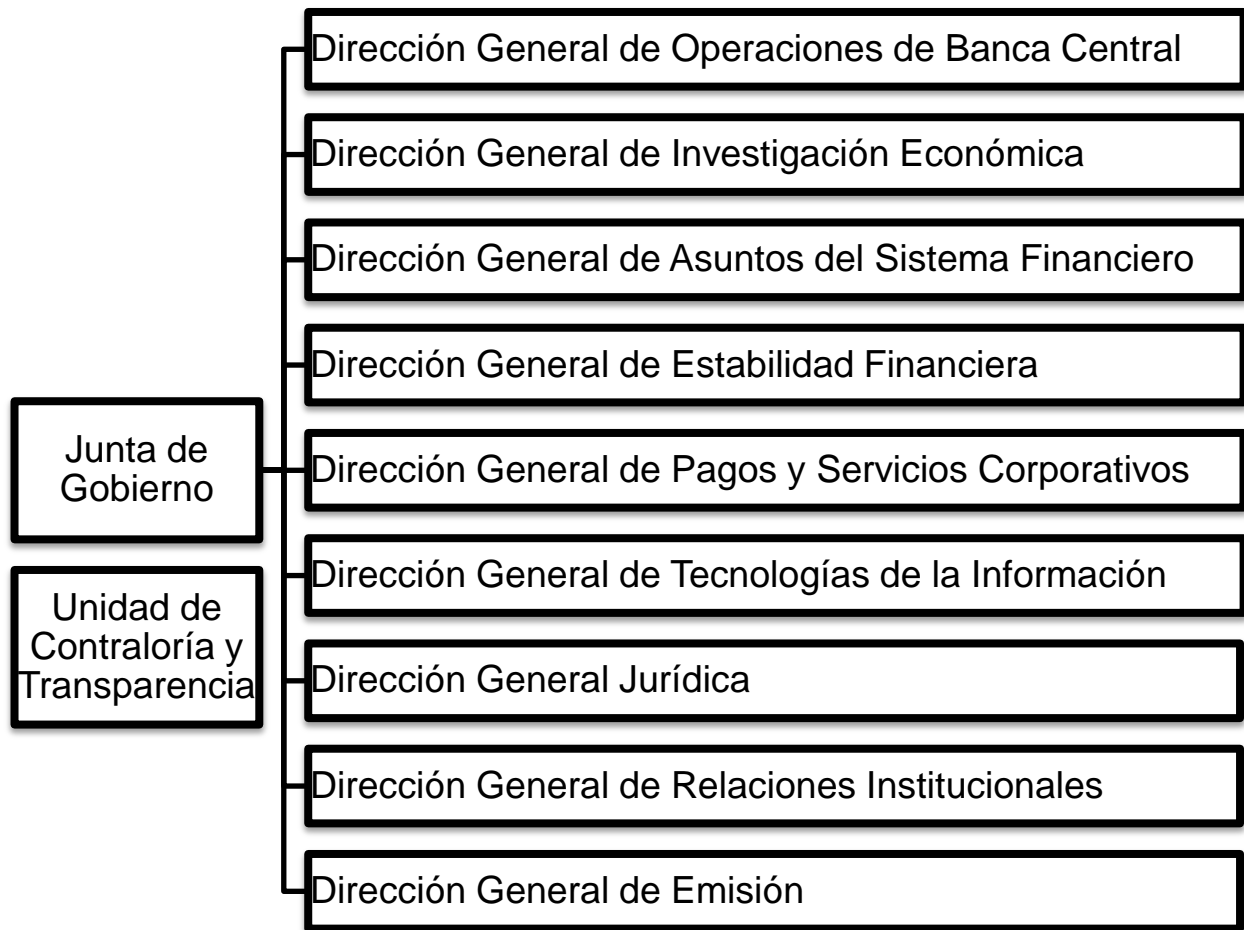 Dirección General de Operaciones de Banca Central
Dirección General de Investigación Económica
Dirección General de Asuntos del Sistema Financiero
Dirección General de Estabilidad Financiera
Junta de
Gobierno
Dirección General de Pagos y Servicios Corporativos
Dirección General de Tecnologías de la Información
Unidad de
Contraloría y
Transparencia
Dirección General Jurídica
Dirección General de Relaciones Institucionales
Dirección General de Emisión